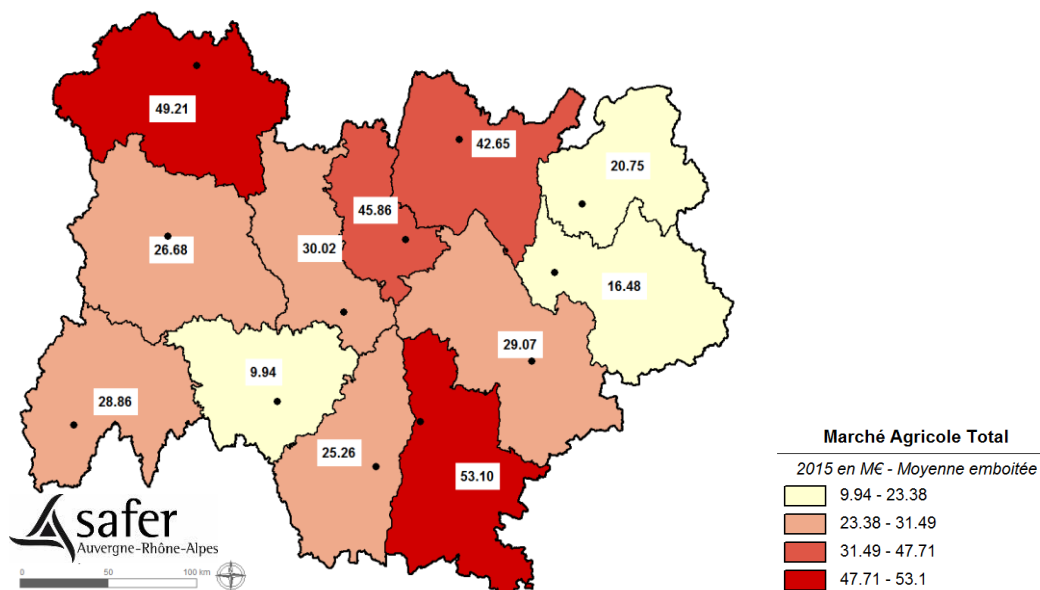 49.21
42.65
20.75
45.86
26.68
30.02
16.48
29.07
9.94
28.86
25.26
53.10
safer
Auvergne-Rhône-Alpes
0 50 100 km
Marché Agricole Total
2015 en M€ - Moyenne emboitée
9.94 - 23.38
23.38 - 31.49
31.49 - 47.71
47.71 - 53.1